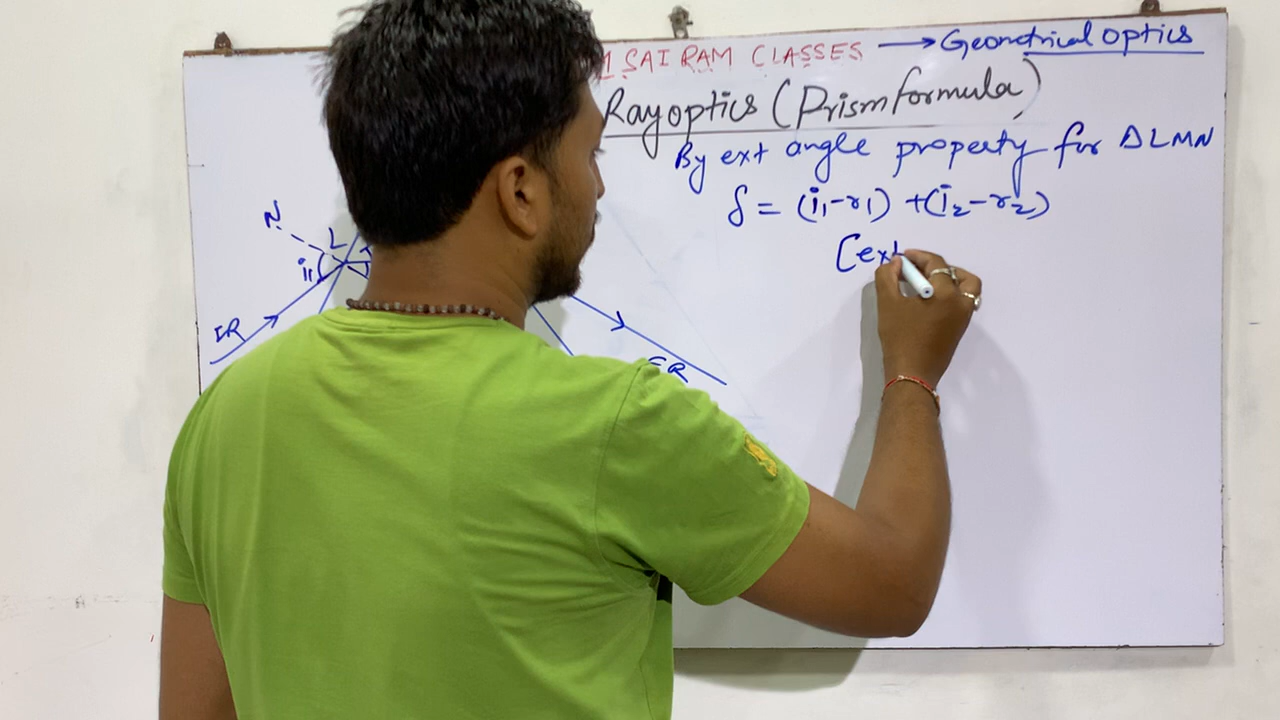 SAI RAM CLASSES → Geometrical optics
Ray optics (Prism formula)
By ext angle property for Δ LMN
δ = (i₁-r₁) + (i₂-r₂)
[ext
N
L
i₁
IR
ER